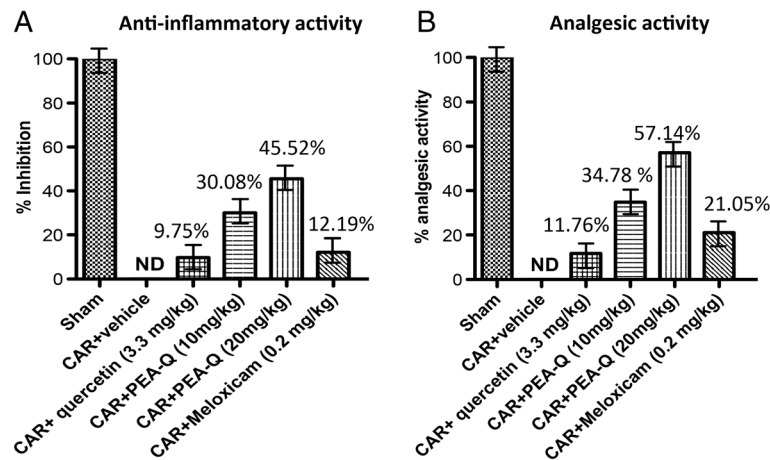 A
Anti-inflammatory activity
% Inhibition
100
80
60
40
20
0
ND
9.75%
30.08%
45.52%
12.19%
Sham
CAR+vehicle
CAR+ quercetin (3.3 mg/kg)
CAR+PEA-Q (10mg/kg)
CAR+PEA-Q (20mg/kg)
CAR+Meloxicam (0.2 mg/kg)
B
Analgesic activity
% analgesic activity
100
80
60
40
20
0
ND
11.76%
34.78 %
57.14%
21.05%
Sham
CAR+vehicle
CAR+ quercetin (3.3 mg/kg)
CAR+PEA-Q (10mg/kg)
CAR+PEA-Q (20mg/kg)
CAR+Meloxicam (0.2 mg/kg)